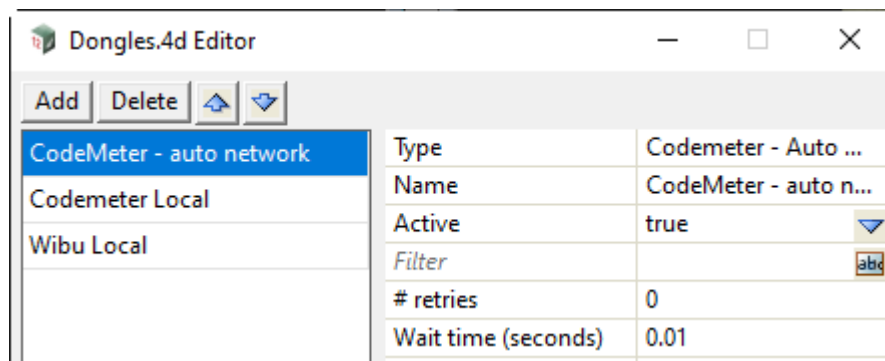 Dongles.4d Editor
Add Delete
CodeMeter - auto network
Codemeter Local
Wibu Local
Type Codemeter - Auto ...
Name CodeMeter - auto n...
Active true
Filter abc
# retries 0
Wait time (seconds) 0.01